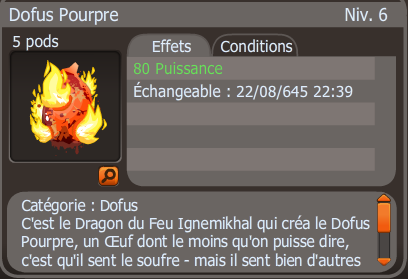 Dofus Pourpre
Niv. 6
5 pods
Effets
Conditions
80 Puissance
Échangeable : 22/08/645 22:39
Catégorie : Dofus
C'est le Dragon du Feu Ignemikhal qui créa le Dofus
Pourpre, un Œuf dont le moins qu'on puisse dire,
c'est qu'il sent le soufre - mais il sent bien d'autres